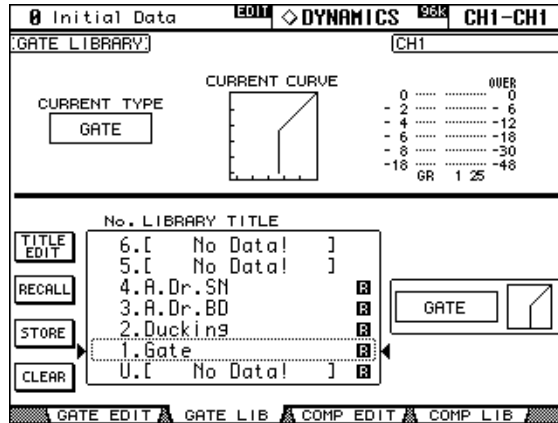 0 Initial Data EDIT ◇DYNAMICS 96K CH1-CH1
GATE LIBRARY CH1
CURRENT TYPE
GATE
CURRENT CURVE
OVER
0 0
- 2 - 6
- 4 -12
- 6 -18
- 8 -30
-18 -48
GR 1 25
No. LIBRARY TITLE
TITLE EDIT
RECALL
STORE
CLEAR
6.[ No Data! ]
5.[ No Data! ]
4.A.Dr.SN R
3.A.Dr.BD R
2.Ducking R
1.Gate R
U.[ No Data! ] R
GATE
GATE EDIT GATE LIB COMP EDIT COMP LIB